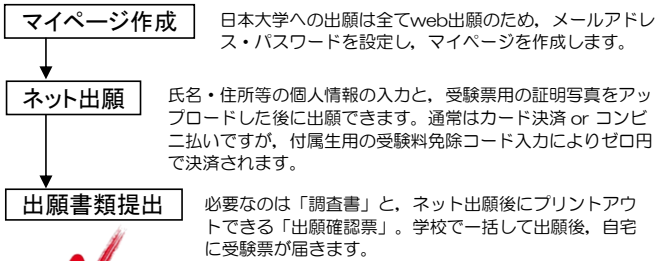 マイページ作成
日本大学への出願は全てweb出願のため，メールアドレ
ス・パスワードを設定し，マイページを作成します。
ネット出願
氏名・住所等の個人情報の入力と，受験票用の証明写真をアッ
プロードした後に出願できます。通常はカード決済 or コンビ
ニ払いですが，付属生用の受験料免除コード入力によりゼロ円
で決済されます。
出願書類提出
必要なのは「調査書」と，ネット出願後にプリントアウ
トできる「出願確認票」。学校で一括して出願後，自宅
に受験票が届きます。